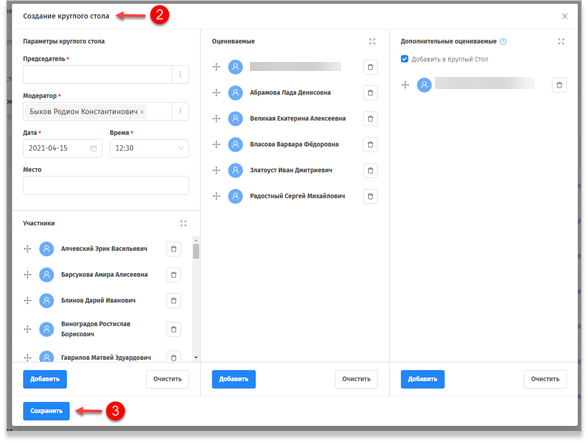 Создание круглого стола
2
Параметры круглого стола
Председатель *
Модератор *
Быков Родион Константинович ×
Дата *
Время *
2021-04-15
12:30
Место
Участники
Алчевский Эрик Васильевич
Барсукова Амира Алисеевна
Блинов Дарий Иванович
Виноградов Ростислав
Борисович
Гаврилов Матвей Эдуардович
Добавить
Очистить
Оцениваемые
Абрамова Лада Денисовна
Великая Екатерина Алексеевна
Власова Варвара Фёдоровна
Златоуст Иван Дмитриевич
Радостный Сергей Михайлович
Добавить
Очистить
Дополнительные оцениваемые
Добавить в Круглый Стол
Добавить
Очистить
Сохранить
3